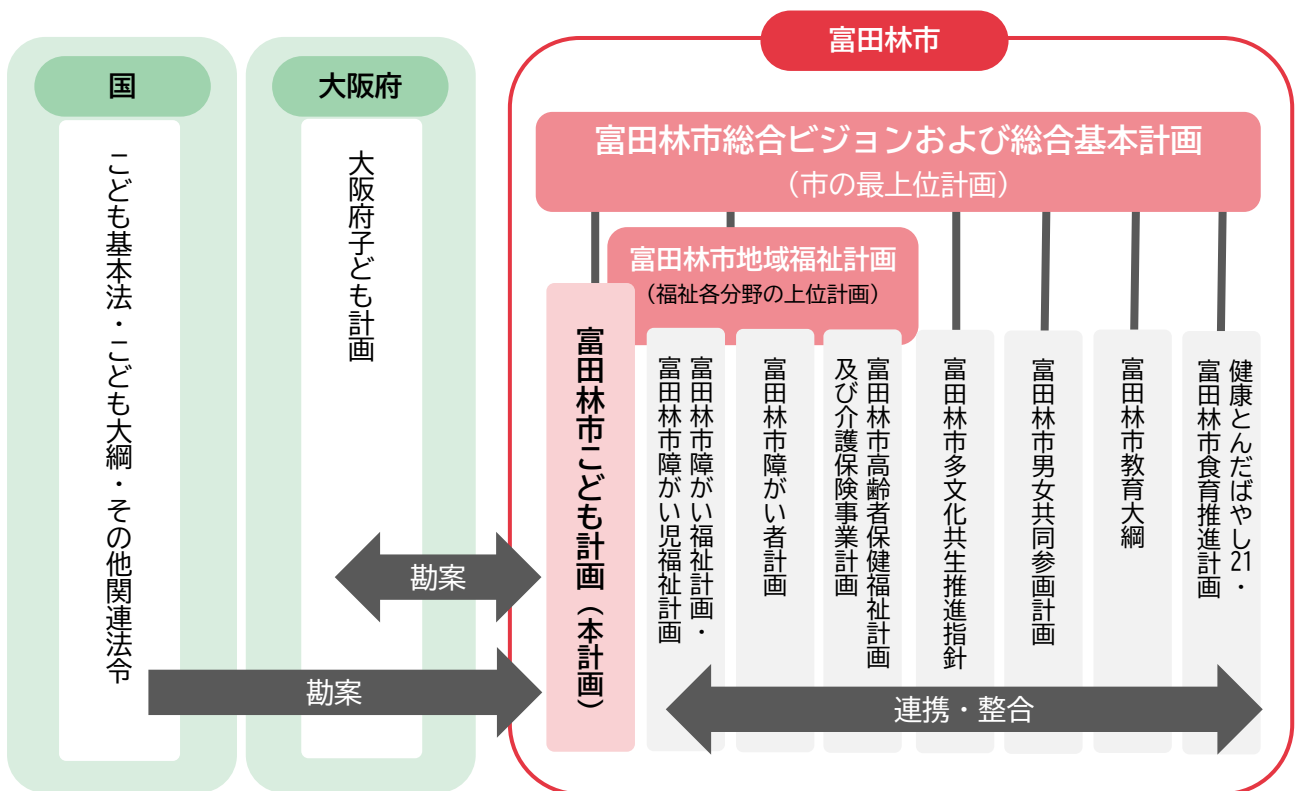 国
こども基本法・こども大綱・その他関連法令
大阪府
大阪府子ども計画
富田林市
富田林市総合ビジョンおよび総合基本計画
（市の最上位計画）
富田林市地域福祉計画
（福祉各分野の上位計画）
富田林市こども計画（本計画）
富田林市障がい福祉計画・
富田林市障がい児福祉計画
富田林市障がい者計画
富田林市高齢者保健福祉計画
及び介護保険事業計画
富田林市多文化共生推進指針
富田林市男女共同参画計画
富田林市教育大綱
健康とんだばやし21・
富田林市食育推進計画
勘案
勘案
連携・整合